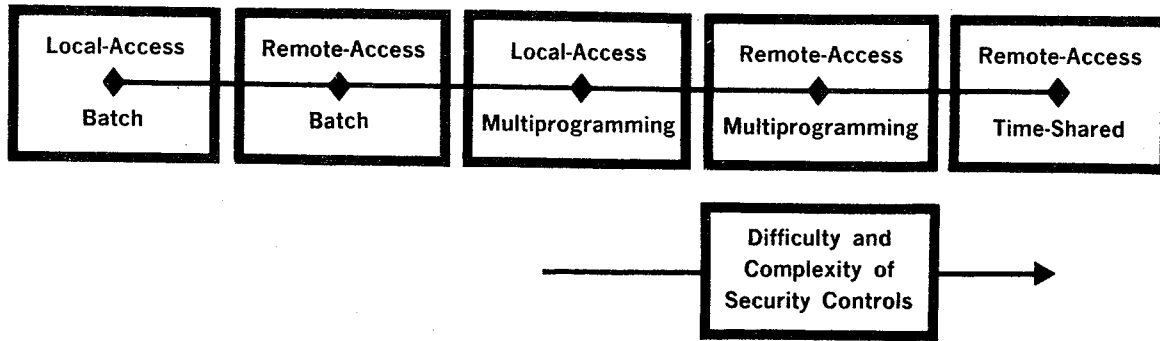 Local-Access
Batch
Remote-Access
Batch
Local-Access
Multiprogramming
Remote-Access
Multiprogramming
Remote-Access
Time-Shared
Difficulty and
Complexity of
Security Controls